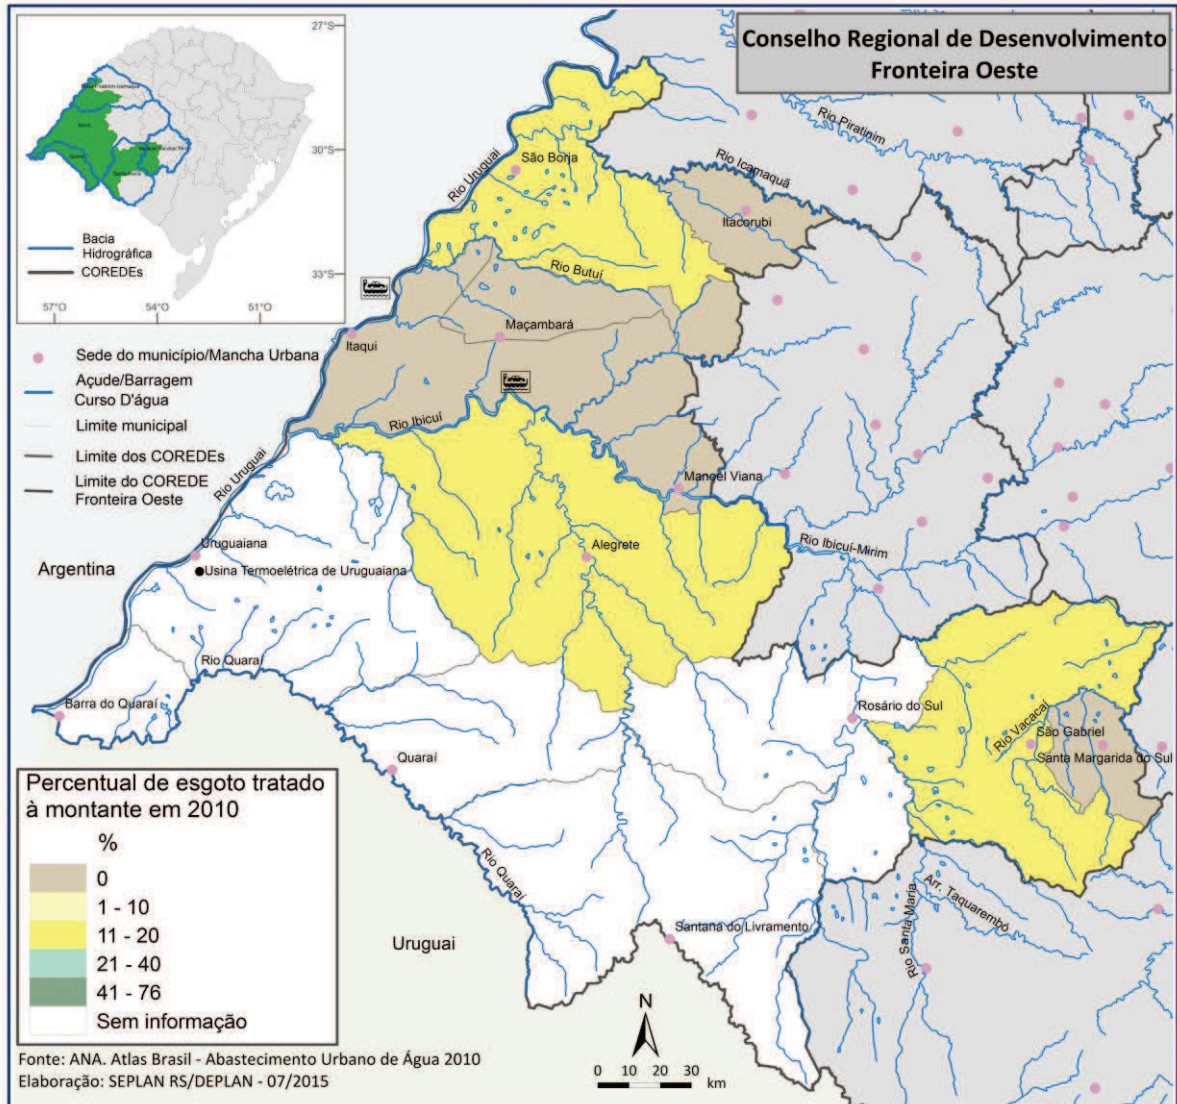 Conselho Regional de Desenvolvimento
Fronteira Oeste
27°S
30°S
33°S
57°O
54°O
51°O
Bacia
Hidrográfica
COREDEs
Sede do município/Mancha Urbana
Açude/Barragem
Curso D'água
Limite municipal
Limite dos COREDEs
Limite do COREDE
Fronteira Oeste
Rio Piratinim
São Borja
Rio Uruguai
Rio Icamaquã
Itacorubi
Rio Butuí
Maçambará
Itaqui
Rio Ibicuí
Rio Uruguai
Manoel Viana
Uruguaiana
Alegrete
Rio Ibicuí-Mirim
Argentina
Usina Termoelétrica de Uruguaiana
Rio Quaraí
Barra do Quaraí
Rosário do Sul
Rio Vacacaí
São Gabriel
Santa Margarida do Sul
Quaraí
Rio Quaraí
Arr. Taquarembó
Rio Santa Maria
Santana do Livramento
Uruguai
Percentual de esgoto tratado
à montante em 2010
%
0
1 - 10
11 - 20
21 - 40
41 - 76
Sem informação
N
0 10 20 30
km
Fonte: ANA. Atlas Brasil - Abastecimento Urbano de Água 2010
Elaboração: SEPLAN RS/DEPLAN - 07/2015